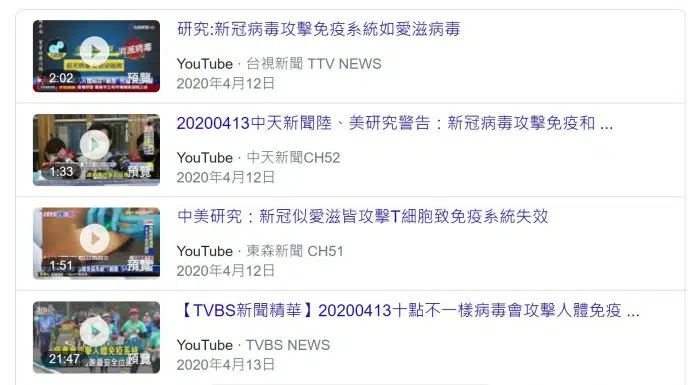 研究:新冠病毒攻擊免疫系統如愛滋病毒
消滅病毒
2:02
預覽
YouTube · 台視新聞 TTV NEWS
2020年4月12日
20200413中天新聞陸、美研究警告：新冠病毒攻擊免疫和 ...
1:33
預覽
YouTube · 中天新聞CH52
2020年4月12日
中美研究：新冠似愛滋皆攻擊T細胞致免疫系統失效
1:51
預覽
YouTube · 東森新聞 CH51
2020年4月12日
【TVBS新聞精華】20200413十點不一樣病毒會攻擊人體免疫 ...
21:47
預覽
YouTube · TVBS NEWS
2020年4月13日